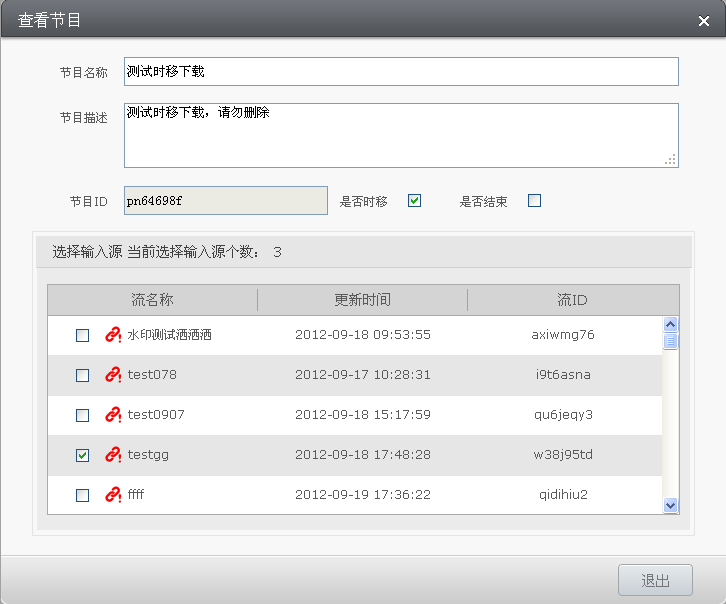 查看节目
节目名称 测试时移下载
节目描述 测试时移下载，请勿删除
节目ID pn64698f 是否时移 是否结束
选择输入源 当前选择输入源个数： 3
流名称 更新时间 流ID
水印测试洒洒洒 2012-09-18 09:53:55 axiwmg76
test078 2012-09-17 10:28:31 i9t6asna
test0907 2012-09-18 15:17:59 qu6jeqy3
testgg 2012-09-18 17:48:28 w38j95td
ffff 2012-09-19 17:36:22 qidihiu2
退出